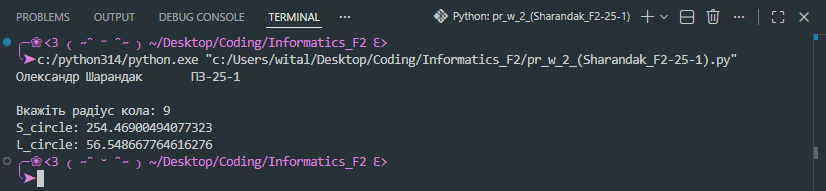 PROBLEMS OUTPUT DEBUG CONSOLE TERMINAL ... Python: pr_w_2_(Sharandak_F2-25-1)
<3 ( ˶ˆ ᵕ ˆ˶ ) ~/Desktop/Coding/Informatics_F2 Ɛ>
c:/python314/python.exe "c:/Users/wital/Desktop/Coding/Informatics_F2/pr_w_2_(Sharandak_F2-25-1).py"
Олександр Шарандак ПЗ-25-1
Вкажіть радіус кола: 9
S_circle: 254.46900494077323
L_circle: 56.548667764616276
<3 ( ˶ˆ ᵕ ˆ˶ ) ~/Desktop/Coding/Informatics_F2 Ɛ>